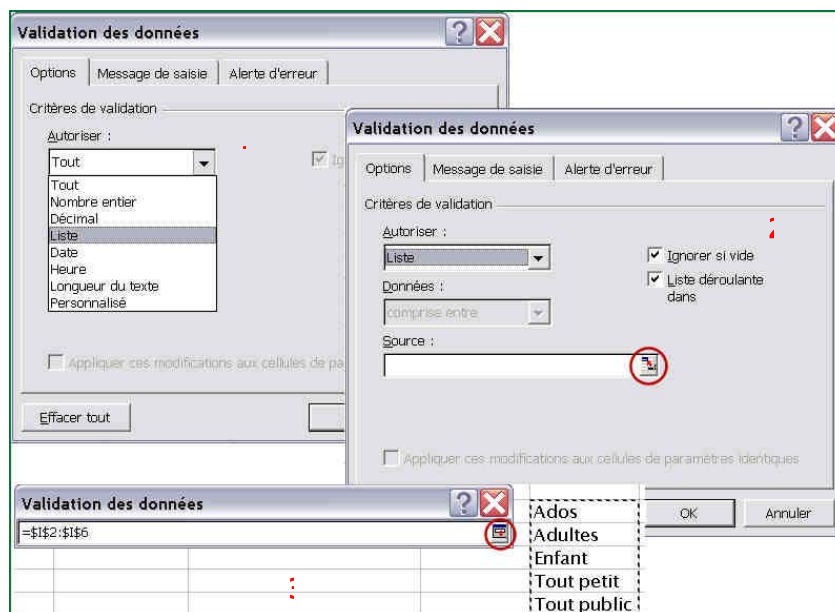 Validation des données
Options Message de saisie Alerte d'erreur
Critères de validation
Autoriser :
Tout
Tout
Nombre entier
Décimal
Liste
Date
Heure
Longueur du texte
Personnalisé
Appliquer ces modifications aux cellules de pa
Effacer tout
Validation des données
Options Message de saisie Alerte d'erreur
Critères de validation
Autoriser :
Liste
Ignorer si vide
Données :
Liste déroulante
dans
comprise entre
Source :
Appliquer ces modifications aux cellules de paramètres identiques
OK Annuler
Validation des données
=$I$2:$I$6
Ados
Adultes
Enfant
Tout petit
Tout public